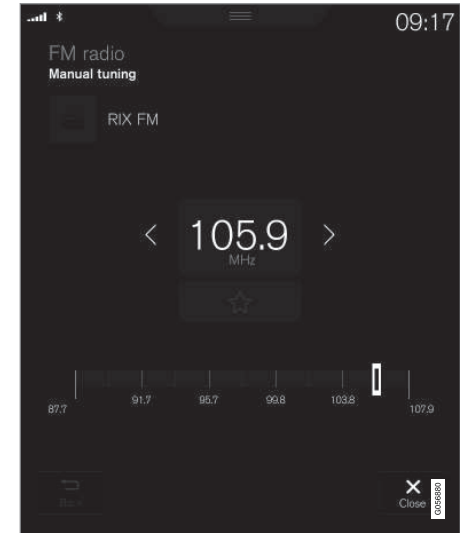 09:17
FM radio
Manual tuning
RIX FM
105.9
MHz
87.7 91.7 95.7 99.8 103.8 107.9
Back
Close
G056880